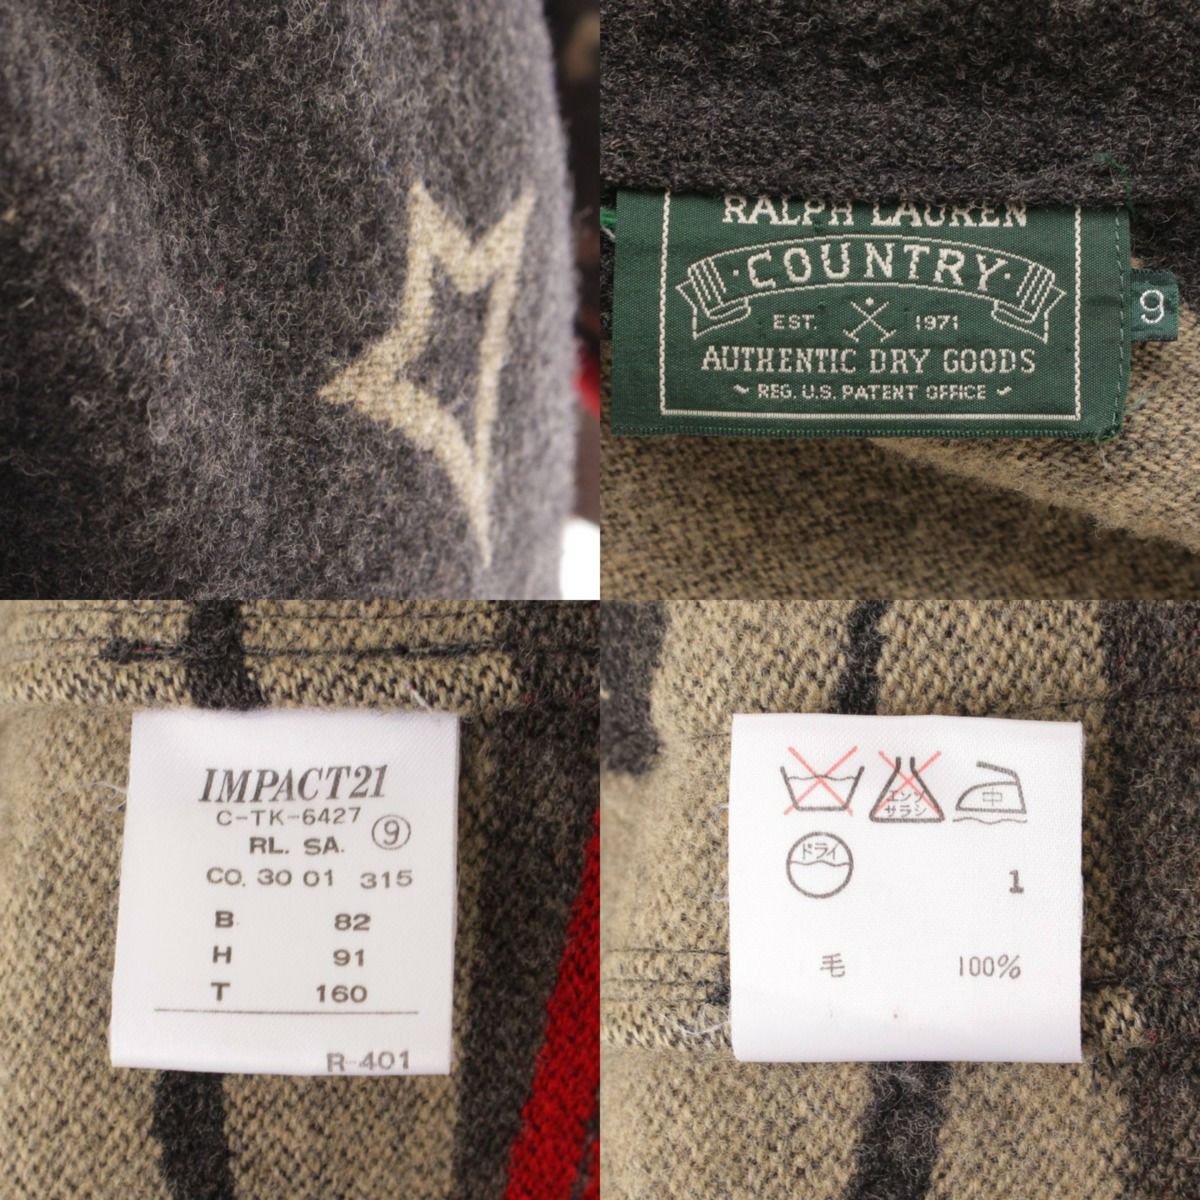 RALPH LAUREN
COUNTRY
EST. 1971
AUTHENTIC DRY GOODS
REG. U.S. PATENT OFFICE
9
IMPACT21
C-TK-6427
RL. SA. 9
CO. 30 01 315
B 82
H 91
T 160
R-401
エンソ
サラシ
中
ドライ
1
毛 100%